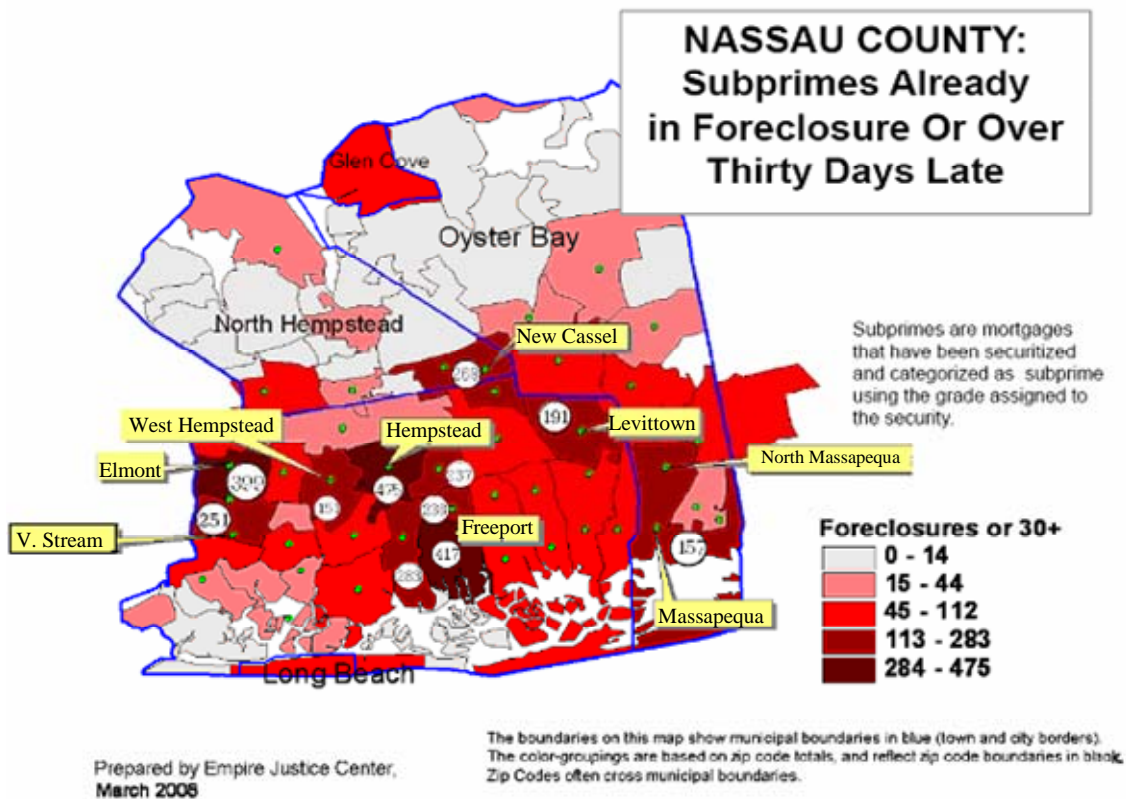 NASSAU COUNTY:
Subprimes Already
in Foreclosure Or Over
Thirty Days Late
Glen Cove
Oyster Bay
North Hempstead
New Cassel
Subprimes are mortgages
that have been securitized
and categorized as subprime
using the grade assigned to
the security.
268
191
West Hempstead
Hempstead
Levittown
Elmont
North Massapequa
399
475
337
151
233
251
V. Stream
Freeport
417
157
283
Massapequa
Foreclosures or 30+
0 - 14
15 - 44
45 - 112
113 - 283
284 - 475
Long Beach
The boundaries on this map show municipal boundaries in blue (town and city borders).
The color-groupings are based on zip code totals, and reflect zip code boundaries in black.
Zip Codes often cross municipal boundaries.
Prepared by Empire Justice Center,
March 2008